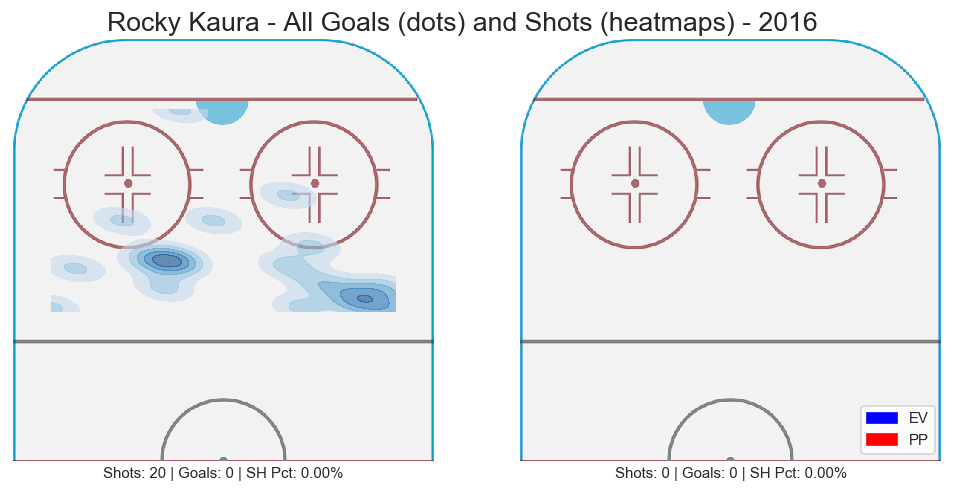 Rocky Kaura - All Goals (dots) and Shots (heatmaps) - 2016
EV
PP
Shots: 20 | Goals: 0 | SH Pct: 0.00%
Shots: 0 | Goals: 0 | SH Pct: 0.00%